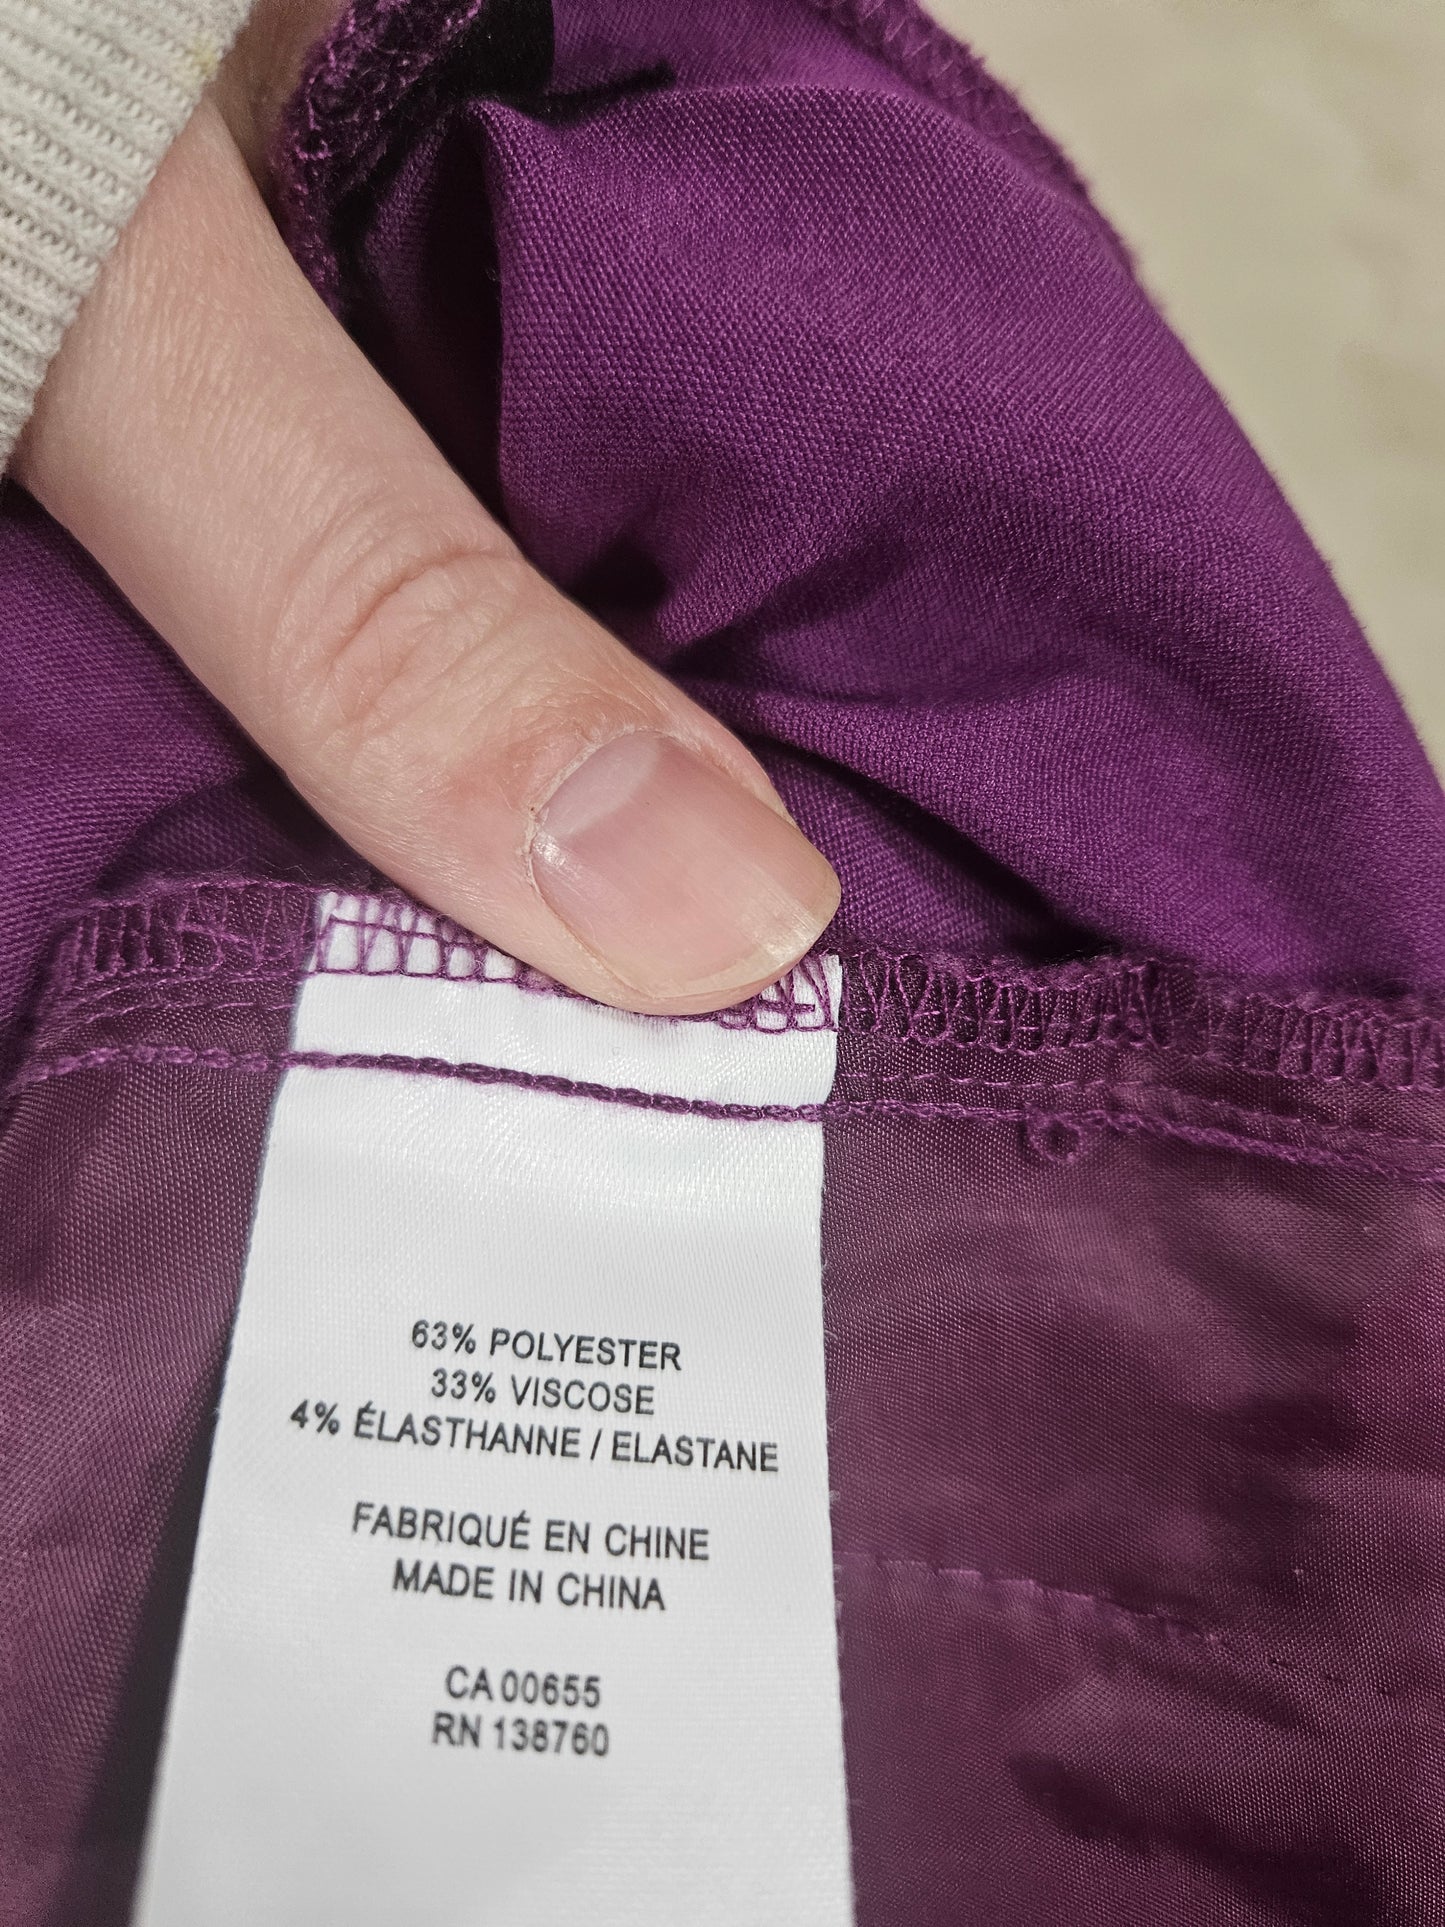 63% POLYESTER
33% VISCOSE
4% ÉLASTHANNE / ELASTANE
FABRIQUÉ EN CHINE
MADE IN CHINA
CA 00655
RN 138760